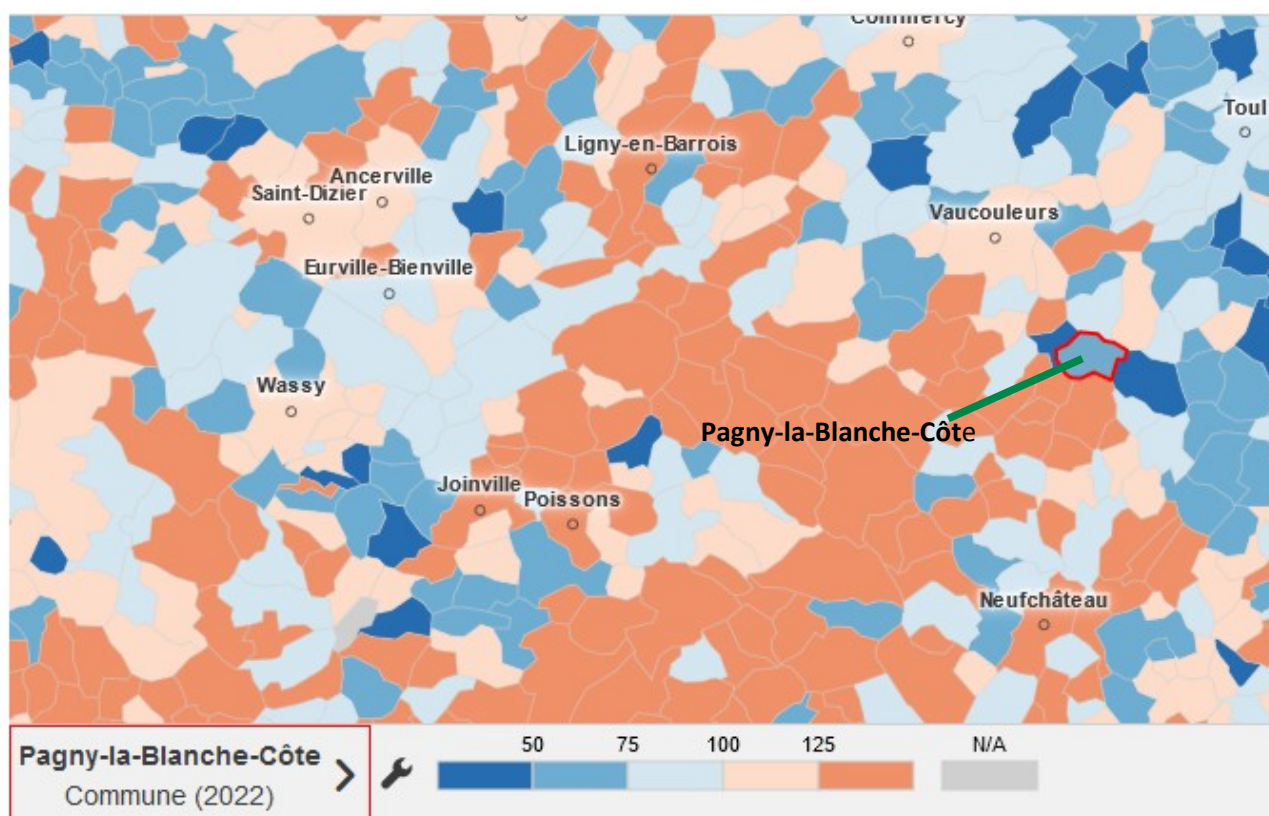 Commercy
Toul
Ligny-en-Barrois
Ancerville
Saint-Dizier
Vaucouleurs
Eurville-Bienville
Wassy
Pagny-la-Blanche-Côte
Joinville
Poissons
Neufchâteau
50 75 100 125 N/A
Pagny-la-Blanche-Côte
Commune (2022)